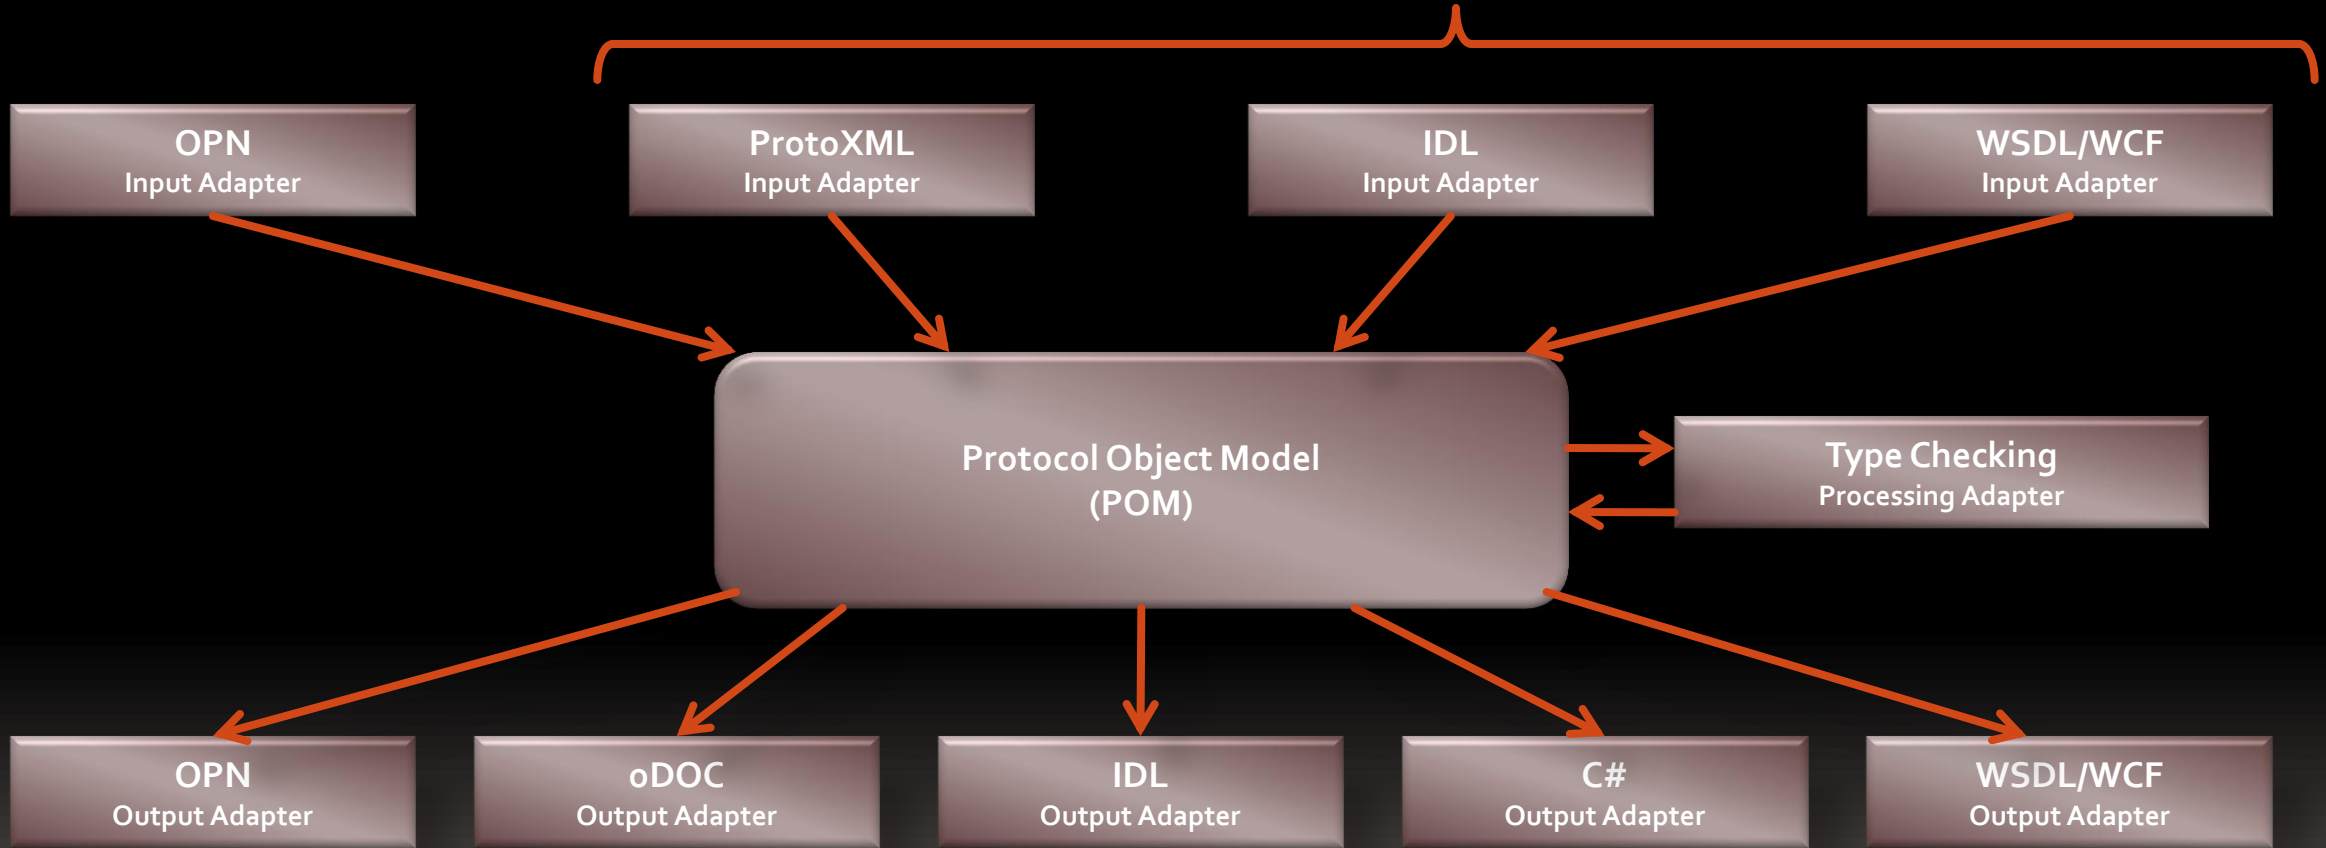 OPN
Input Adapter
ProtoXML
Input Adapter
IDL
Input Adapter
WSDL/WCF
Input Adapter
Protocol Object Model
(POM)
Type Checking
Processing Adapter
OPN
Output Adapter
oDOC
Output Adapter
IDL
Output Adapter
C#
Output Adapter
WSDL/WCF
Output Adapter